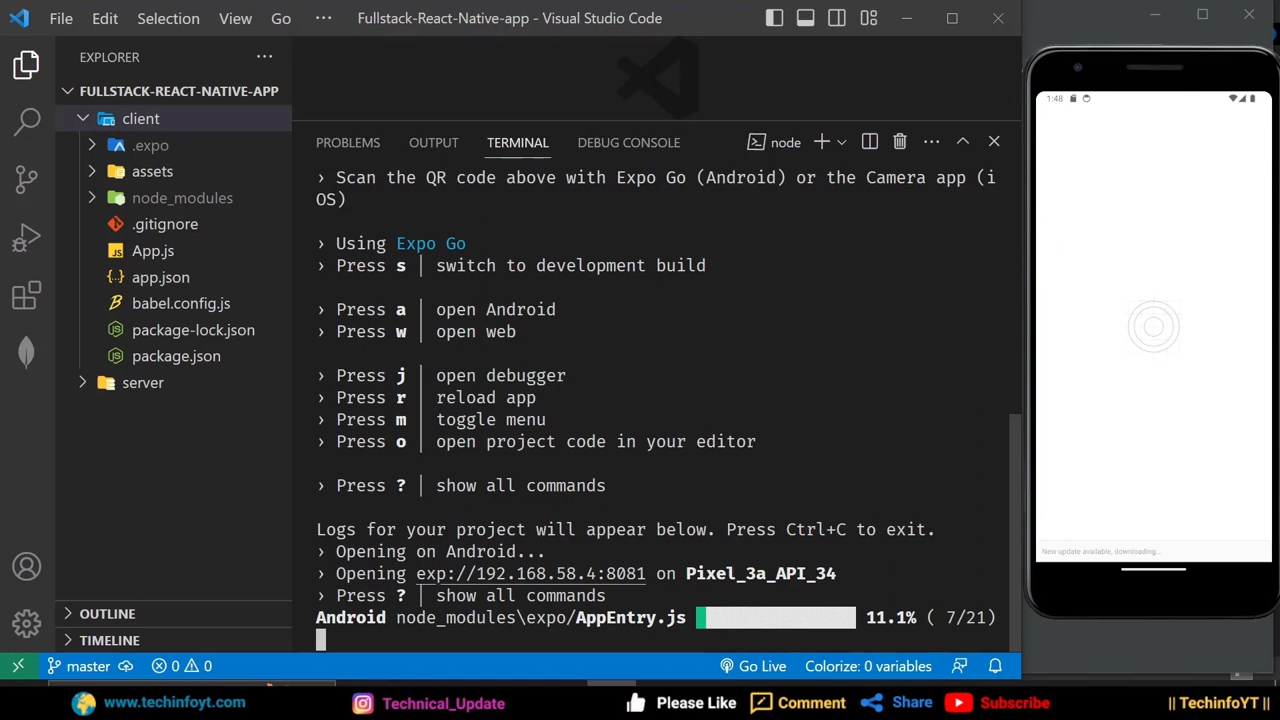 File Edit Selection View Go ··· Fullstack-React-Native-app - Visual Studio Code
EXPLORER ···
FULLSTACK-REACT-NATIVE-APP
client
.expo
assets
node_modules
.gitignore
App.js
app.json
babel.config.js
package-lock.json
package.json
server
OUTLINE
TIMELINE
PROBLEMS OUTPUT TERMINAL DEBUG CONSOLE node
› Scan the QR code above with Expo Go (Android) or the Camera app (i
OS)
› Using Expo Go
› Press s │ switch to development build
› Press a │ open Android
› Press w │ open web
› Press j │ open debugger
› Press r │ reload app
› Press m │ toggle menu
› Press o │ open project code in your editor
› Press ? │ show all commands
Logs for your project will appear below. Press Ctrl+C to exit.
› Opening on Android...
› Opening exp://192.168.58.4:8081 on Pixel_3a_API_34
› Press ? │ show all commands
Android node_modules\expo/AppEntry.js 11.1% ( 7/21)
master 0 0 Go Live Colorize: 0 variables
1:48
New update available, downloading...
www.techinfoyt.com Technical_Update Please Like Comment Share Subscribe || TechinfoYT ||